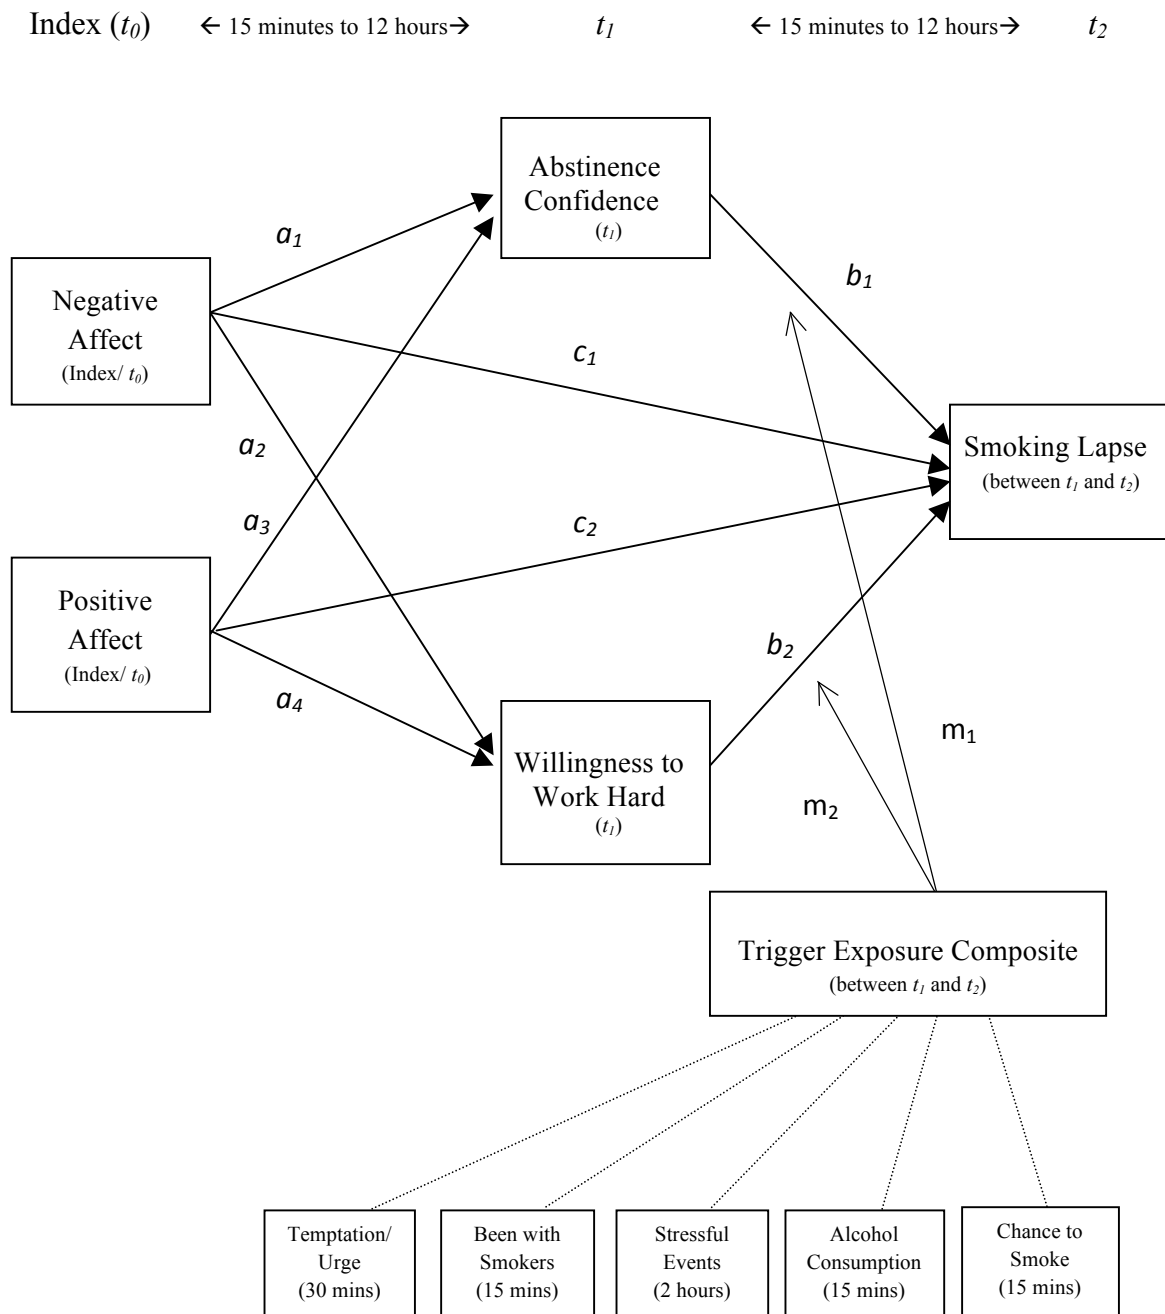 Index (t0) ← 15 minutes to 12 hours→ t1 ← 15 minutes to 12 hours→ t2
Abstinence
Confidence
(t1)
a1
b1
Negative
Affect
(Index/ t0)
c1
a2
Smoking Lapse
(between t1 and t2)
a3
c2
Positive
Affect
(Index/ t0)
b2
a4
m1
Willingness to
Work Hard
(t1)
m2
Trigger Exposure Composite
(between t1 and t2)
Temptation/
Urge
(30 mins)
Been with
Smokers
(15 mins)
Stressful
Events
(2 hours)
Alcohol
Consumption
(15 mins)
Chance to
Smoke
(15 mins)